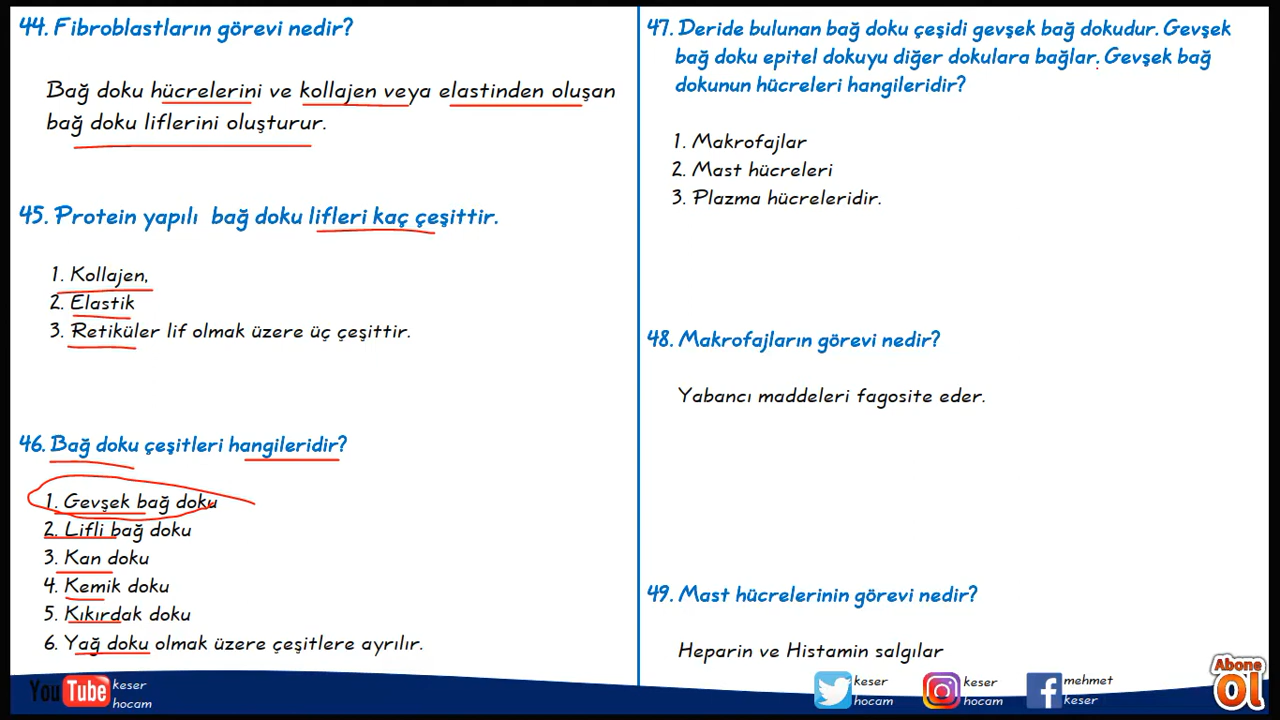 44. Fibroblastların görevi nedir?
Bağ doku hücrelerini ve kollajen veya elastinden oluşan
bağ doku liflerini oluşturur.
45. Protein yapılı bağ doku lifleri kaç çeşittir.
1. Kollajen,
2. Elastik
3. Retiküler lif olmak üzere üç çeşittir.
46. Bağ doku çeşitleri hangileridir?
1. Gevşek bağ doku
2. Lifli bağ doku
3. Kan doku
4. Kemik doku
5. Kıkırdak doku
6. Yağ doku olmak üzere çeşitlere ayrılır.
47. Deride bulunan bağ doku çeşidi gevşek bağ dokudur. Gevşek
bağ doku epitel dokuyu diğer dokulara bağlar. Gevşek bağ
dokunun hücreleri hangileridir?
1. Makrofajlar
2. Mast hücreleri
3. Plazma hücreleridir.
48. Makrofajların görevi nedir?
Yabancı maddeleri fagosite eder.
49. Mast hücrelerinin görevi nedir?
Heparin ve Histamin salgılar
YouTube keser
hocam
keser
hocam
keser
hocam
mehmet
keser
Abone
OL